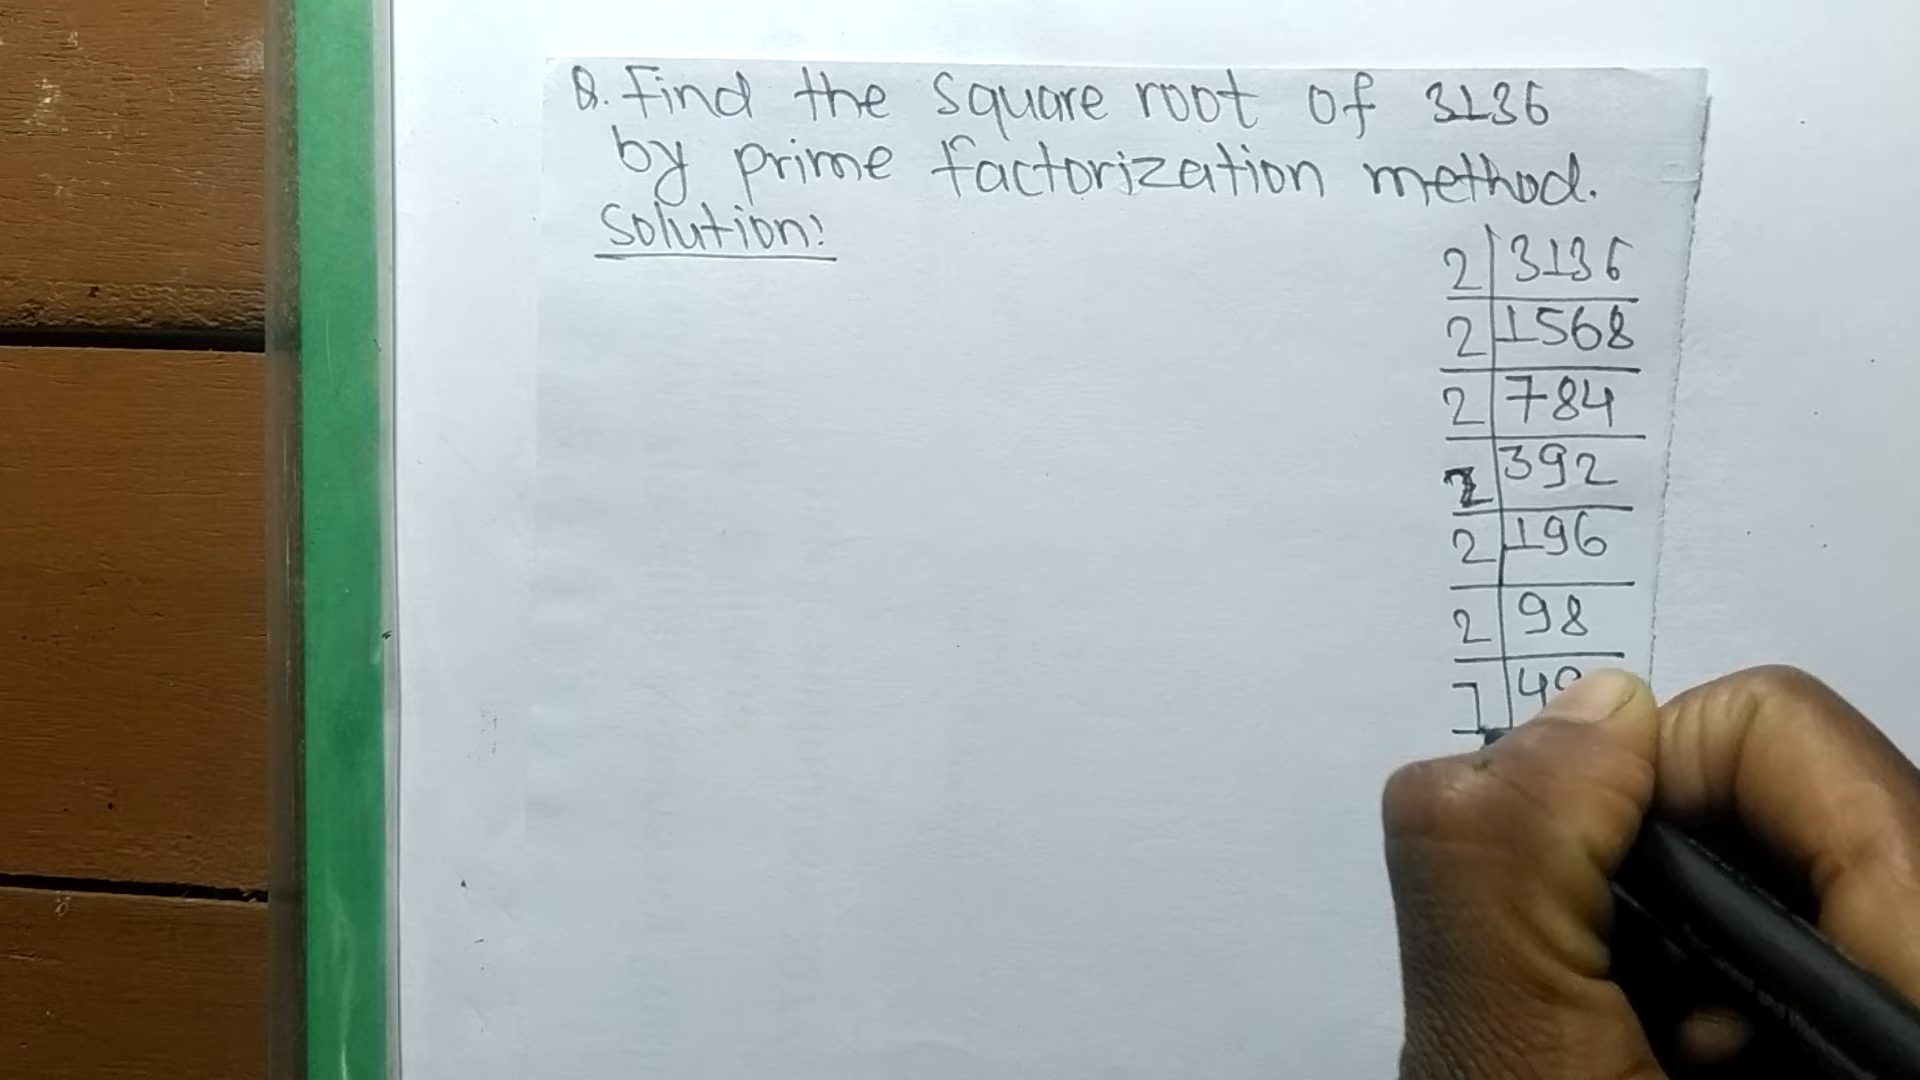 Q. Find the square root of 3136
by prime factorization method.
Solution:
2 | 3136
2 | 1568
2 | 784
2 | 392
2 | 196
2 | 98
7 | 49